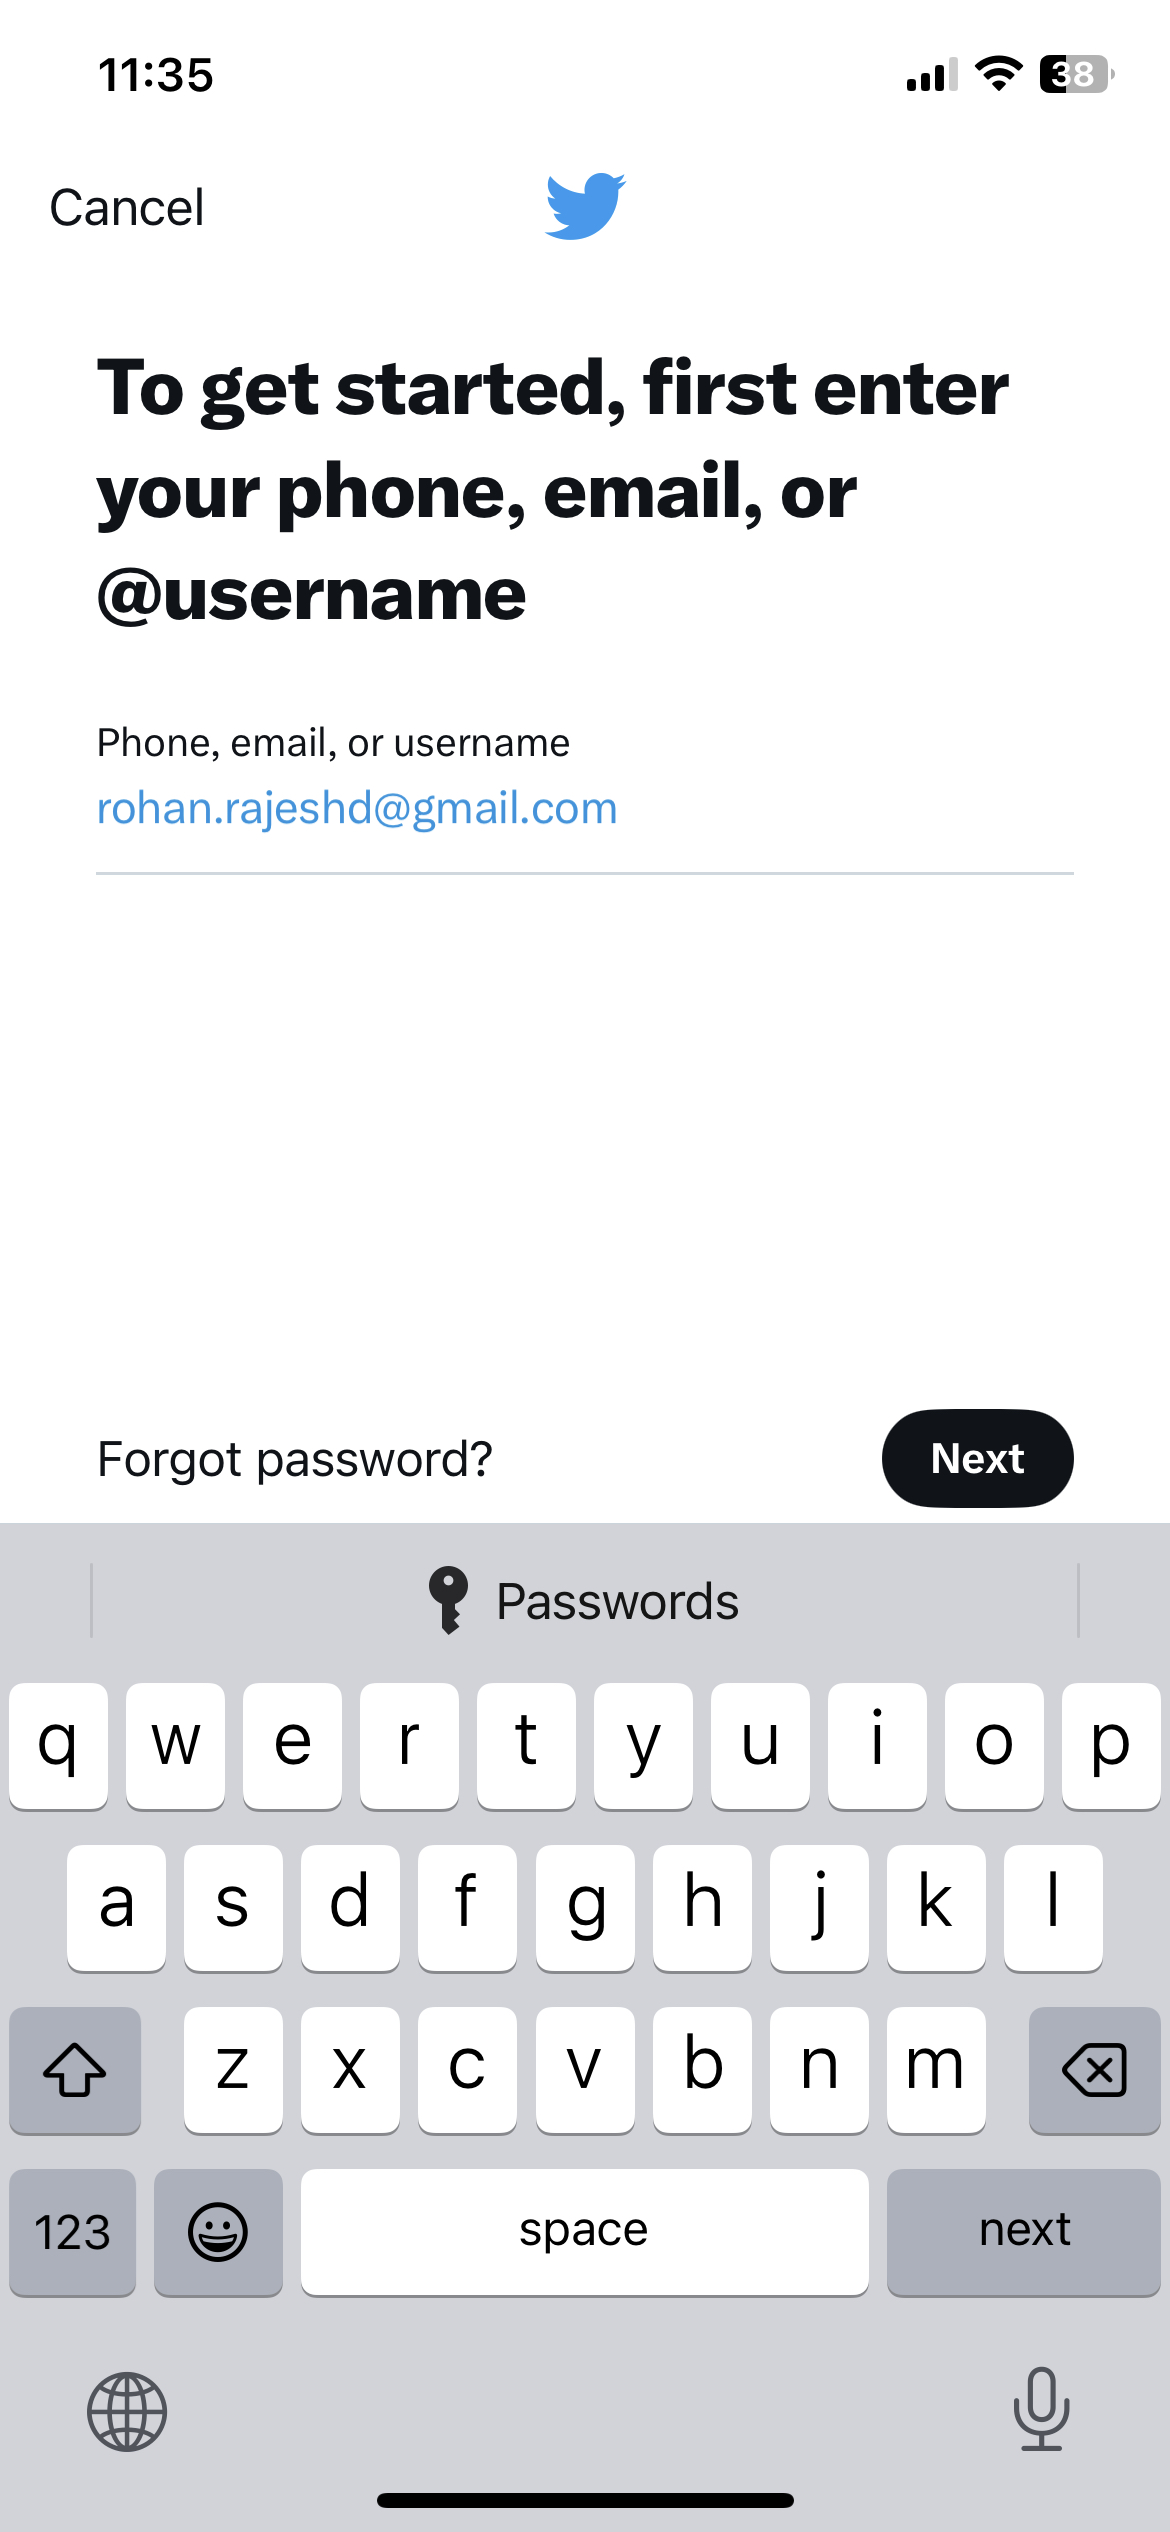 11:35
38
Cancel
To get started, first enter
your phone, email, or
@username
Phone, email, or username
rohan.rajeshd@gmail.com
Forgot password?
Next
Passwords
q w e r t y u i o p
a s d f g h j k l
z x c v b n m
123 space next